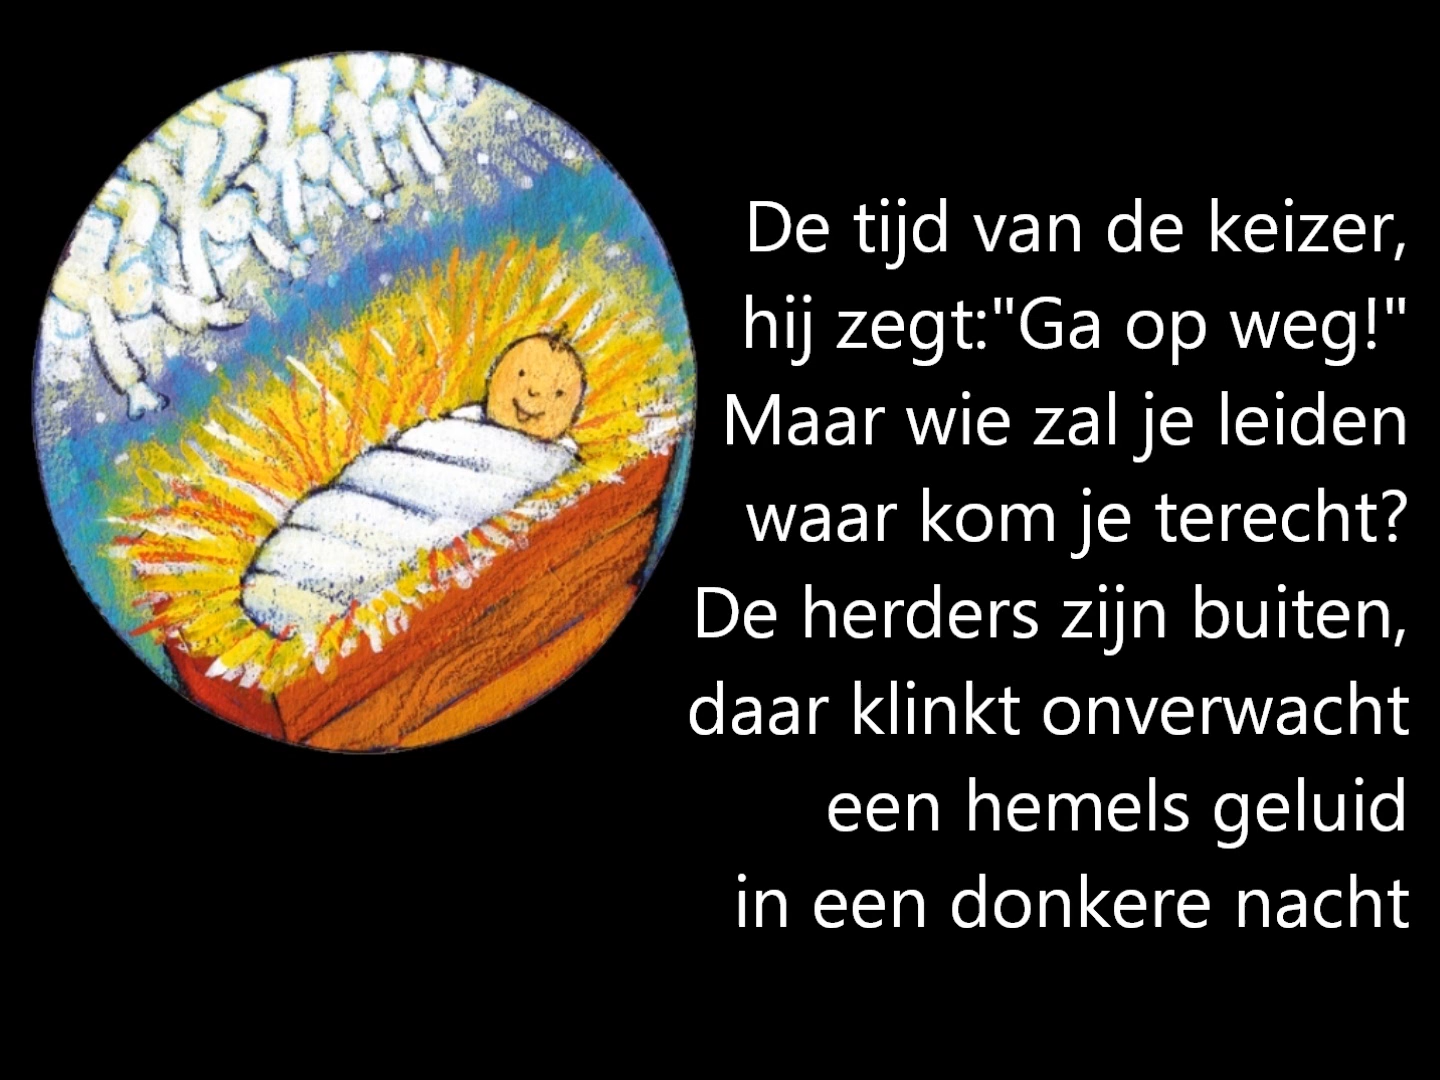 De tijd van de keizer,
hij zegt:"Ga op weg!"
Maar wie zal je leiden
waar kom je terecht?
De herders zijn buiten,
daar klinkt onverwacht
een hemels geluid
in een donkere nacht